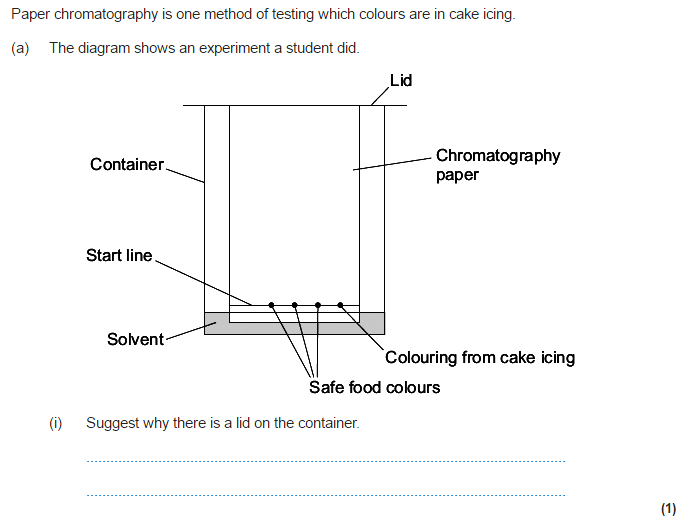 Paper chromatography is one method of testing which colours are in cake icing.
(a) The diagram shows an experiment a student did.
Lid
Container
Chromatography
paper
Start line
Solvent
Colouring from cake icing
Safe food colours
(i) Suggest why there is a lid on the container.
(1)